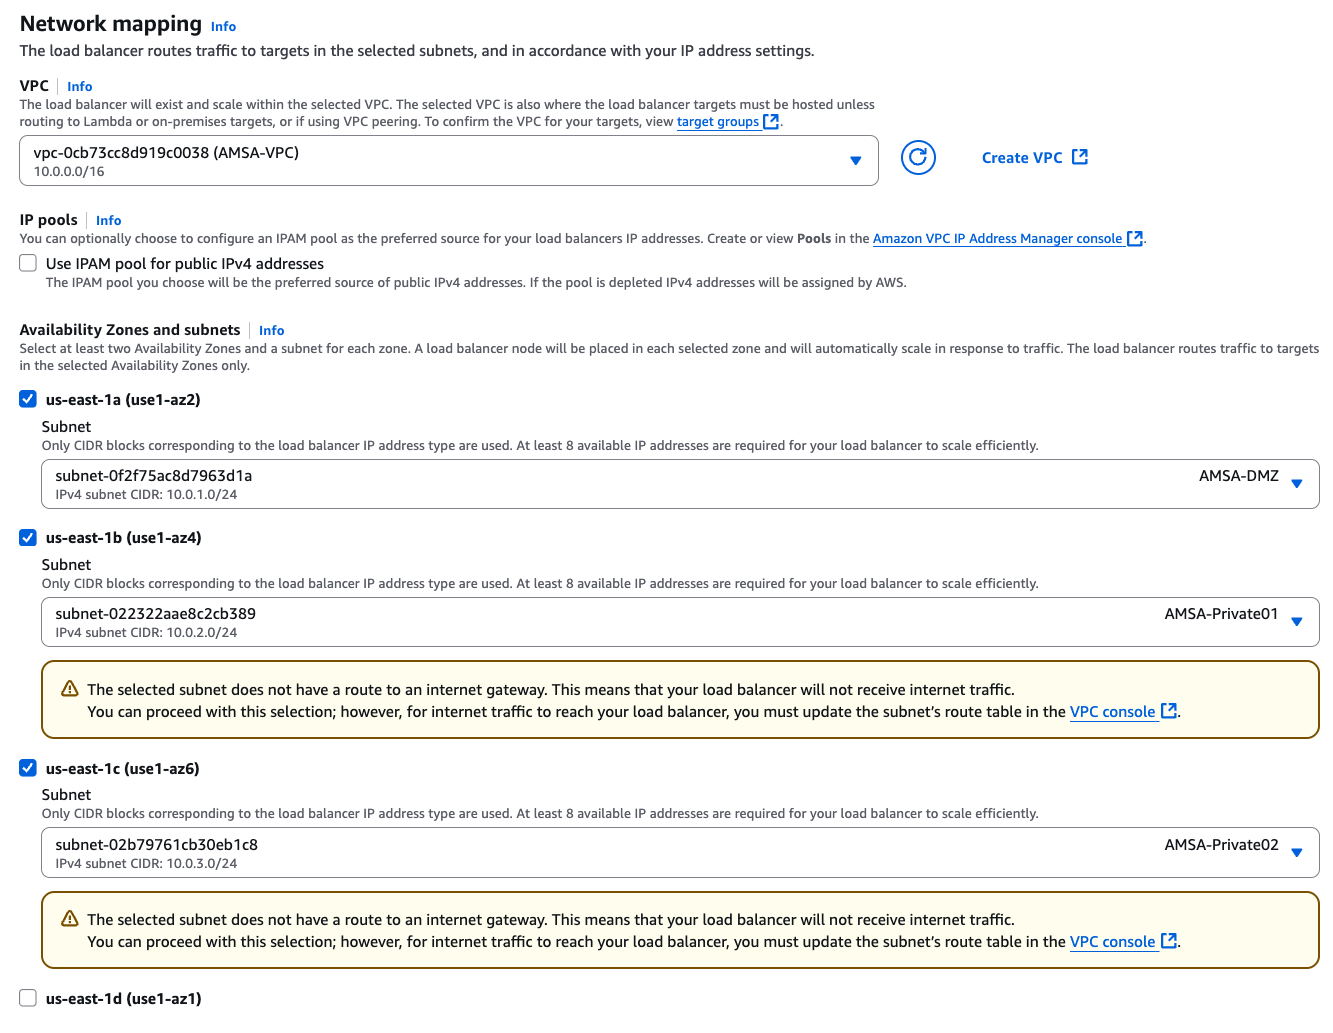 Network mapping Info
The load balancer routes traffic to targets in the selected subnets, and in accordance with your IP address settings.
VPC Info
The load balancer will exist and scale within the selected VPC. The selected VPC is also where the load balancer targets must be hosted unless
routing to Lambda or on-premises targets, or if using VPC peering. To confirm the VPC for your targets, view target groups.
vpc-0cb73cc8d919c0038 (AMSA-VPC)
10.0.0.0/16
Create VPC
IP pools Info
You can optionally choose to configure an IPAM pool as the preferred source for your load balancers IP addresses. Create or view Pools in the Amazon VPC IP Address Manager console.
Use IPAM pool for public IPv4 addresses
The IPAM pool you choose will be the preferred source of public IPv4 addresses. If the pool is depleted IPv4 addresses will be assigned by AWS.
Availability Zones and subnets Info
Select at least two Availability Zones and a subnet for each zone. A load balancer node will be placed in each selected zone and will automatically scale in response to traffic. The load balancer routes traffic to targets
in the selected Availability Zones only.
us-east-1a (use1-az2)
Subnet
Only CIDR blocks corresponding to the load balancer IP address type are used. At least 8 available IP addresses are required for your load balancer to scale efficiently.
subnet-0f2f75ac8d7963d1a AMSA-DMZ
IPv4 subnet CIDR: 10.0.1.0/24
us-east-1b (use1-az4)
Subnet
Only CIDR blocks corresponding to the load balancer IP address type are used. At least 8 available IP addresses are required for your load balancer to scale efficiently.
subnet-022322aae8c2cb389 AMSA-Private01
IPv4 subnet CIDR: 10.0.2.0/24
The selected subnet does not have a route to an internet gateway. This means that your load balancer will not receive internet traffic.
You can proceed with this selection; however, for internet traffic to reach your load balancer, you must update the subnet's route table in the VPC console.
us-east-1c (use1-az6)
Subnet
Only CIDR blocks corresponding to the load balancer IP address type are used. At least 8 available IP addresses are required for your load balancer to scale efficiently.
subnet-02b79761cb30eb1c8 AMSA-Private02
IPv4 subnet CIDR: 10.0.3.0/24
The selected subnet does not have a route to an internet gateway. This means that your load balancer will not receive internet traffic.
You can proceed with this selection; however, for internet traffic to reach your load balancer, you must update the subnet's route table in the VPC console.
us-east-1d (use1-az1)